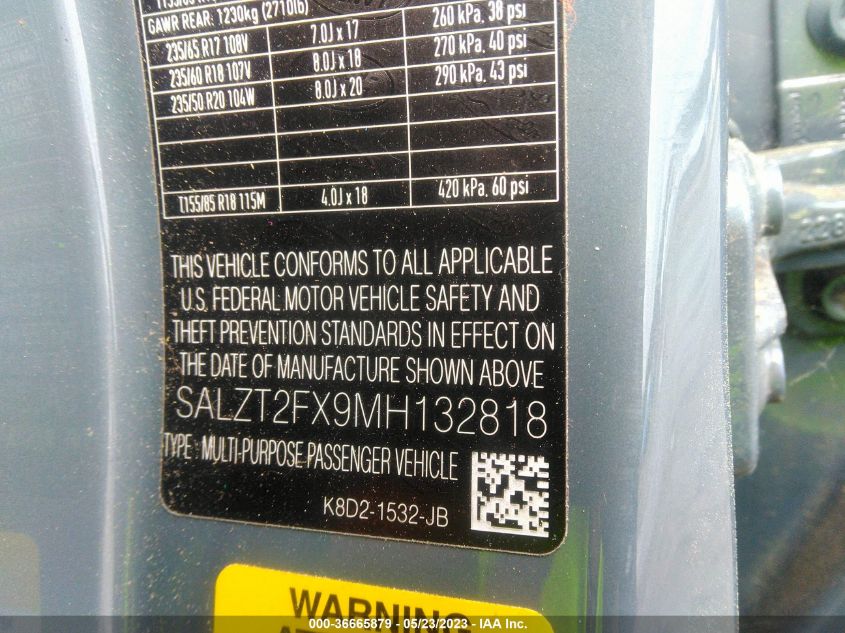 GAWR REAR: 1230kg (2710lb)
235/65 R17 108V 7.0J x 17 260 kPa, 38 psi
235/60 R18 107V 8.0J x 18 270 kPa, 40 psi
235/50 R20 104W 8.0J x 20 290 kPa, 43 psi
T155/85 R18 115M 4.0J x 18 420 kPa, 60 psi
THIS VEHICLE CONFORMS TO ALL APPLICABLE
U.S. FEDERAL MOTOR VEHICLE SAFETY AND
THEFT PREVENTION STANDARDS IN EFFECT ON
THE DATE OF MANUFACTURE SHOWN ABOVE
SALZT2FX9MH132818
TYPE: MULTI-PURPOSE PASSENGER VEHICLE
K8D2-1532-JB
WARNING
000-36665879 - 05/23/2023 - IAA Inc.